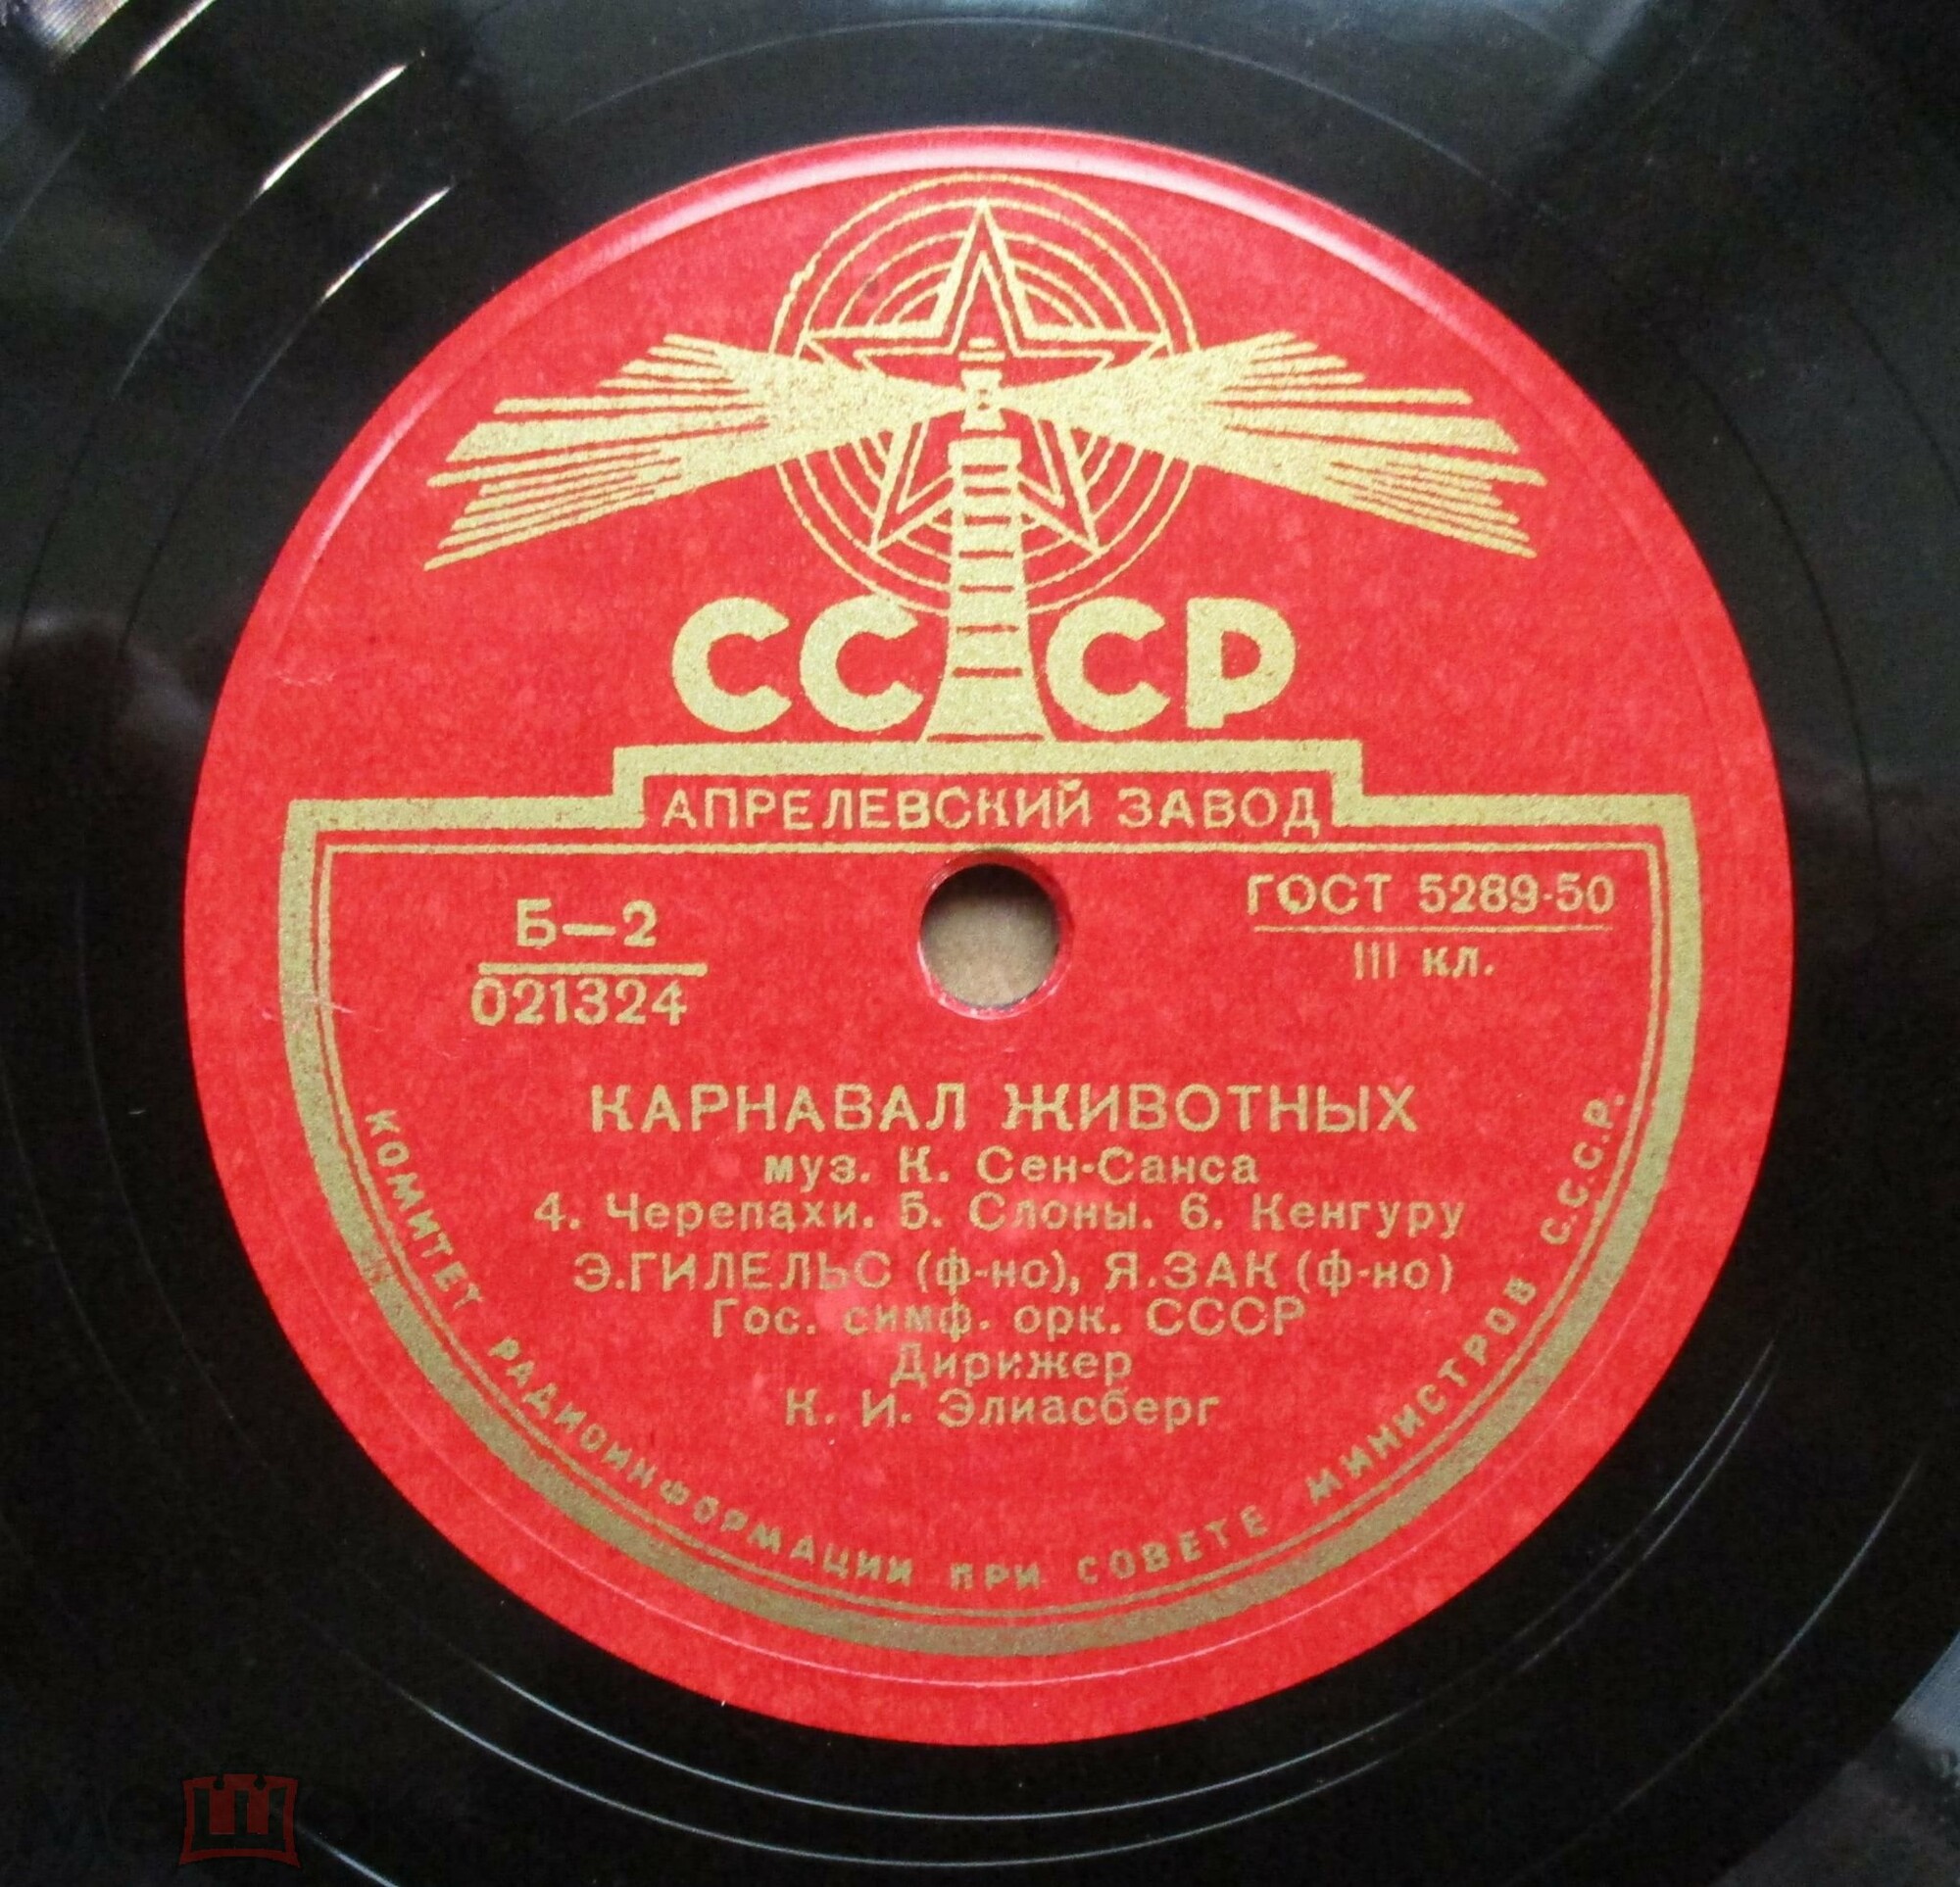 СССР
АПРЕЛЕВСКИЙ ЗАВОД
Б—2
021324
ГОСТ 5289-50
III кл.
КАРНАВАЛ ЖИВОТНЫХ
муз. К. Сен-Санса
4. Черепахи. 5. Слоны. 6. Кенгуру
Э.ГИЛЕЛЬС (ф-но), Я.ЗАК (ф-но)
Гос. симф. орк. СССР
Дирижер
К. И. Элиасберг
КОМИТЕТ РАДИОИНФОРМАЦИИ ПРИ СОВЕТЕ МИНИСТРОВ С.С.С.Р.